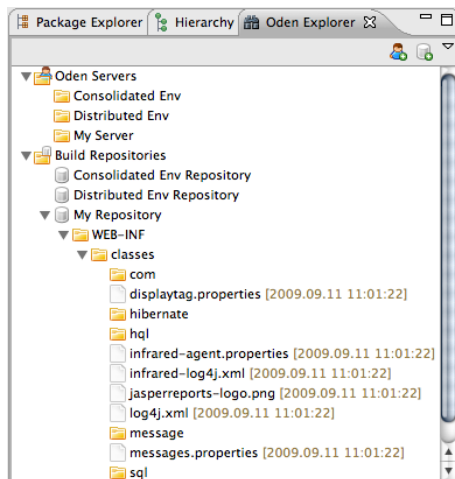 Package Explorer Hierarchy Oden Explorer
Oden Servers
Consolidated Env
Distributed Env
My Server
Build Repositories
Consolidated Env Repository
Distributed Env Repository
My Repository
WEB-INF
classes
com
displaytag.properties [2009.09.11 11:01:22]
hibernate
hql
infrared-agent.properties [2009.09.11 11:01:22]
infrared-log4j.xml [2009.09.11 11:01:22]
jasperreports-logo.png [2009.09.11 11:01:22]
log4j.xml [2009.09.11 11:01:22]
message
messages.properties [2009.09.11 11:01:22]
sql